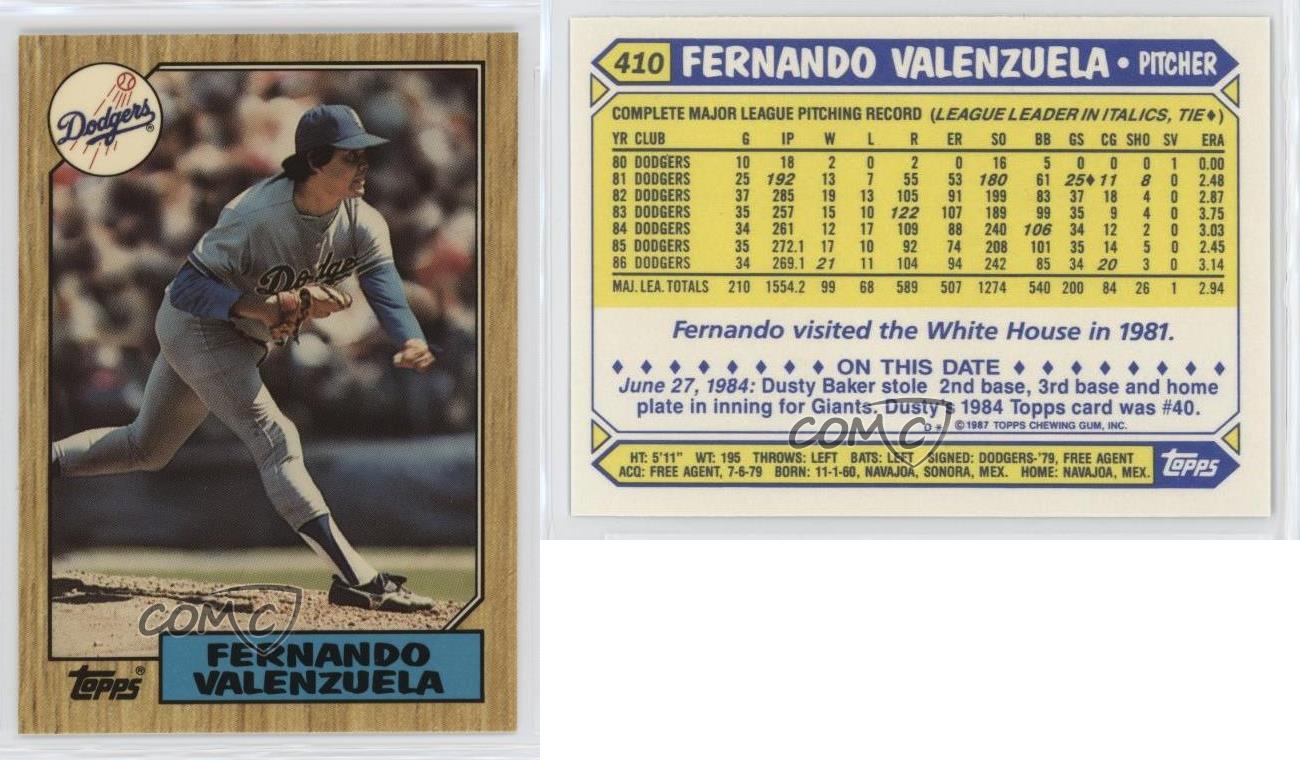 Dodgers®
Dodgers
COMC
FERNANDO
VALENZUELA
topps®
410 FERNANDO VALENZUELA • PITCHER
COMPLETE MAJOR LEAGUE PITCHING RECORD (LEAGUE LEADER IN ITALICS, TIE♦)
YR CLUB G IP W L R ER SO BB GS CG SHO SV ERA
80 DODGERS 10 18 2 0 2 0 16 5 0 0 0 1 0.00
81 DODGERS 25 192 13 7 55 53 180 61 25♦ 11 8 0 2.48
82 DODGERS 37 285 19 13 105 91 199 83 37 18 4 0 2.87
83 DODGERS 35 257 15 10 122 107 189 99 35 9 4 0 3.75
84 DODGERS 34 261 12 17 109 88 240 106 34 12 2 0 3.03
85 DODGERS 35 272.1 17 10 92 74 208 101 35 14 5 0 2.45
86 DODGERS 34 269.1 21 11 104 94 242 85 34 20 3 0 3.14
MAJ. LEA. TOTALS 210 1554.2 99 68 589 507 1274 540 200 84 26 1 2.94
Fernando visited the White House in 1981.
♦ ♦ ♦ ♦ ♦ ♦ ♦ ♦ ON THIS DATE ♦ ♦ ♦ ♦ ♦ ♦ ♦ ♦
June 27, 1984: Dusty Baker stole 2nd base, 3rd base and home
plate in inning for Giants. Dusty's 1984 Topps card was #40.
COMC
D* © 1987 TOPPS CHEWING GUM, INC.
HT: 5'11" WT: 195 THROWS: LEFT BATS: LEFT SIGNED: DODGERS-'79, FREE AGENT
ACQ: FREE AGENT, 7-6-79 BORN: 11-1-60, NAVAJOA, SONORA, MEX. HOME: NAVAJOA, MEX.
topps